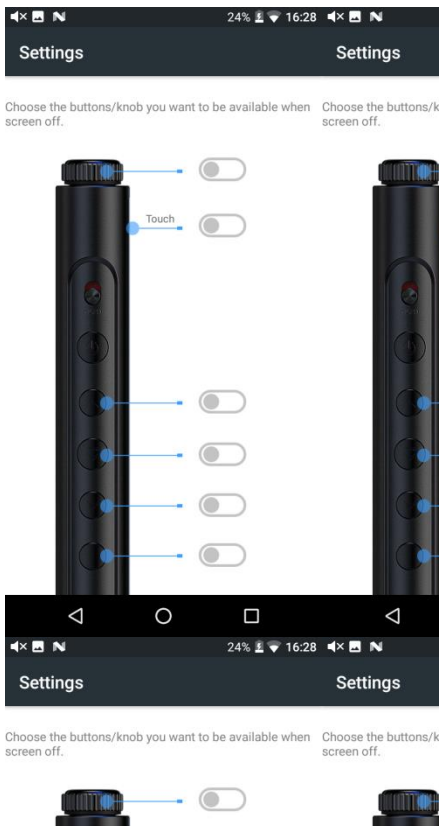 24% 16:28
Settings
Choose the buttons/knob you want to be available when
screen off.
Touch
Settings
Choose the buttons/k
screen off.
24% 16:28
Settings
Choose the buttons/knob you want to be available when
screen off.
Settings
Choose the buttons/k
screen off.